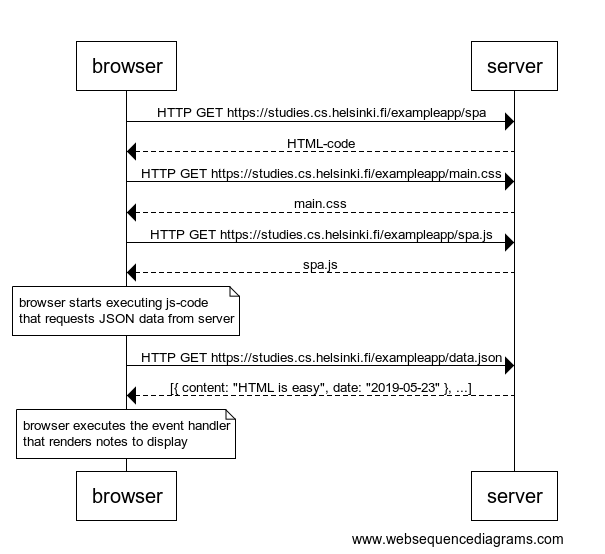 browser server
HTTP GET https://studies.cs.helsinki.fi/exampleapp/spa
HTML-code
HTTP GET https://studies.cs.helsinki.fi/exampleapp/main.css
main.css
HTTP GET https://studies.cs.helsinki.fi/exampleapp/spa.js
spa.js
browser starts executing js-code
that requests JSON data from server
HTTP GET https://studies.cs.helsinki.fi/exampleapp/data.json
[{ content: "HTML is easy", date: "2019-05-23" }, ...]
browser executes the event handler
that renders notes to display
browser server
www.websequencediagrams.com